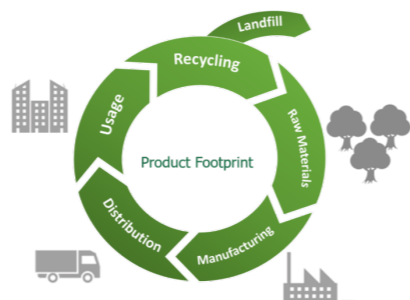 Landfill
Recycling
Raw Materials
Manufacturing
Distribution
Usage
Product Footprint